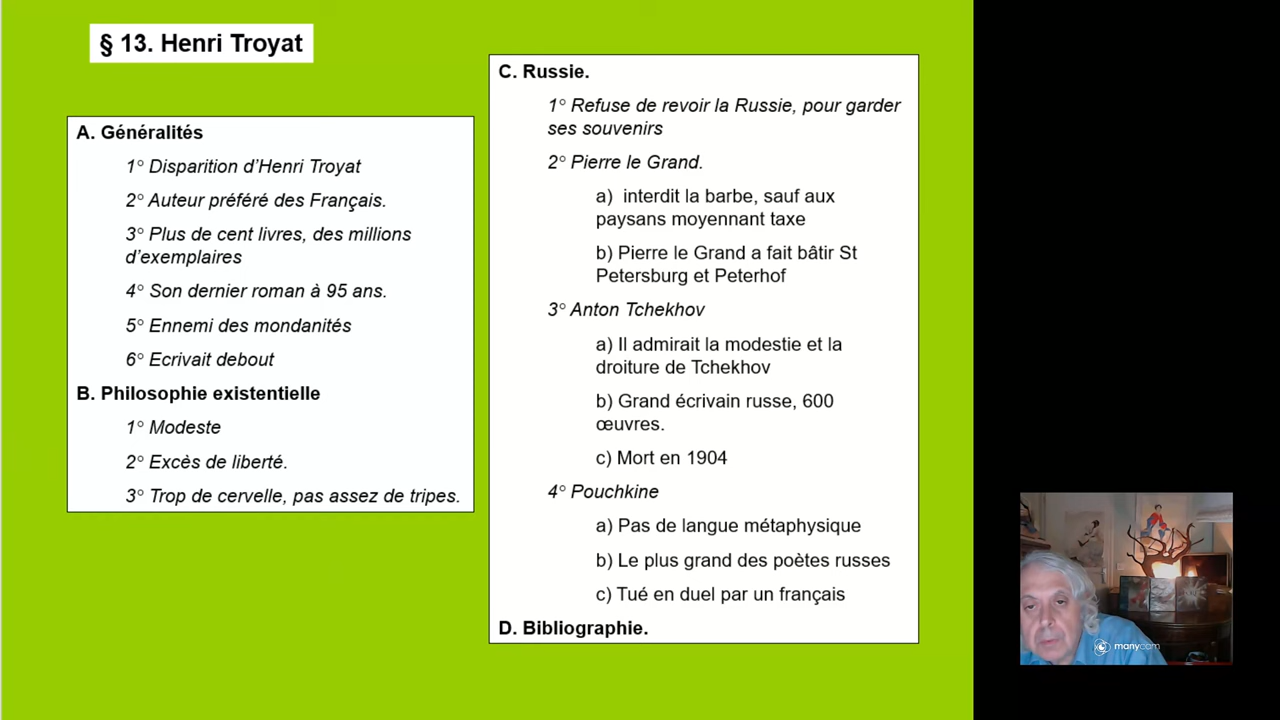 § 13. Henri Troyat
A. Généralités
1° Disparition d’Henri Troyat
2° Auteur préféré des Français.
3° Plus de cent livres, des millions
d’exemplaires
4° Son dernier roman à 95 ans.
5° Ennemi des mondanités
6° Ecrivait debout
B. Philosophie existentielle
1° Modeste
2° Excès de liberté.
3° Trop de cervelle, pas assez de tripes.
C. Russie.
1° Refuse de revoir la Russie, pour garder
ses souvenirs
2° Pierre le Grand.
a) interdit la barbe, sauf aux
paysans moyennant taxe
b) Pierre le Grand a fait bâtir St
Petersburg et Peterhof
3° Anton Tchekhov
a) Il admirait la modestie et la
droiture de Tchekhov
b) Grand écrivain russe, 600
œuvres.
c) Mort en 1904
4° Pouchkine
a) Pas de langue métaphysique
b) Le plus grand des poètes russes
c) Tué en duel par un français
D. Bibliographie.
manycam